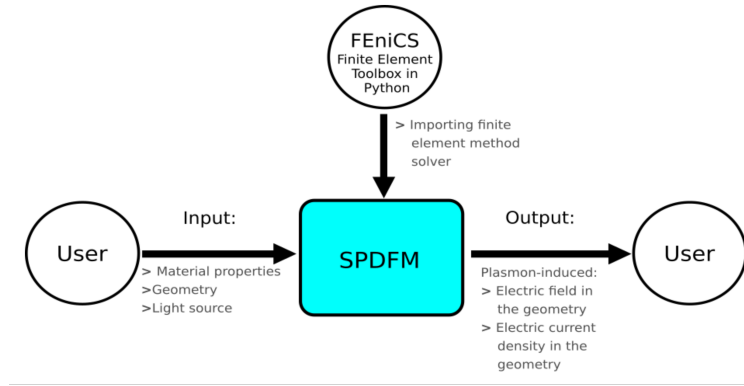 FEniCS
Finite Element
Toolbox in
Python
> Importing finite
element method
solver
User
Input:
> Material properties
>Geometry
>Light source
SPDFM
Output:
Plasmon-induced:
> Electric field in
the geometry
> Electric current
density in the
geometry
User